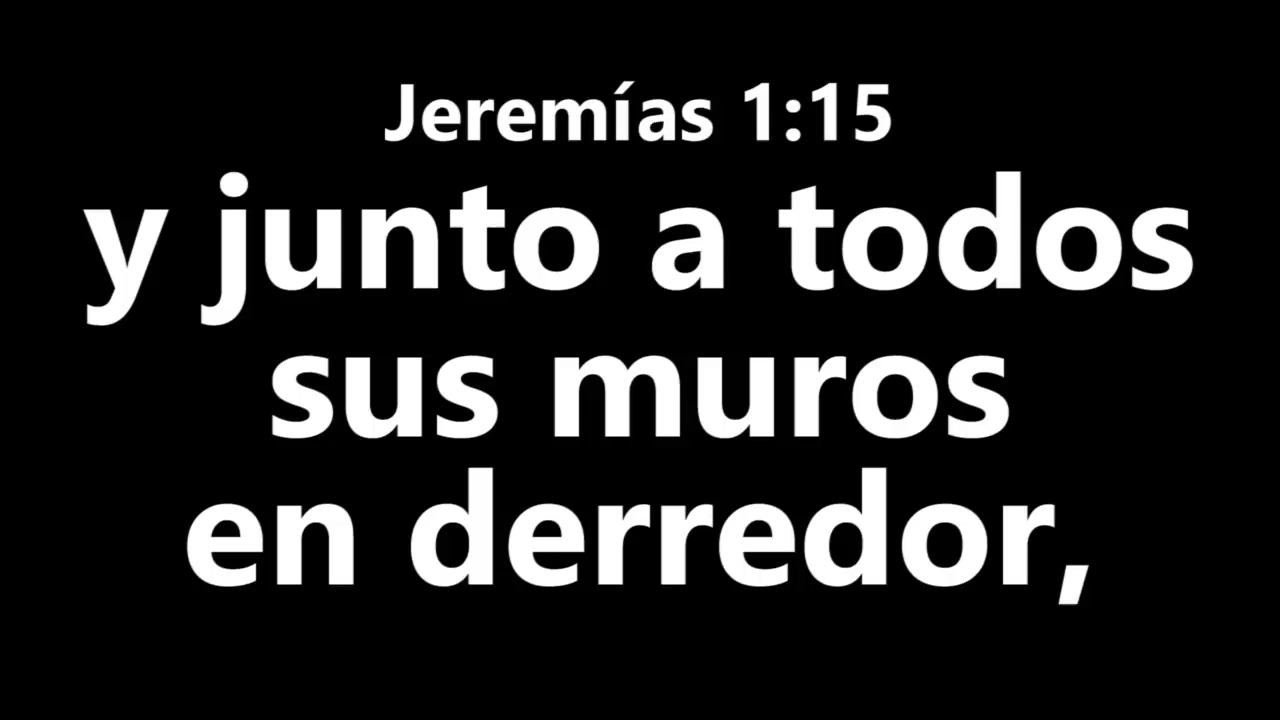 Jeremías 1:15
y junto a todos
sus muros
en derredor,